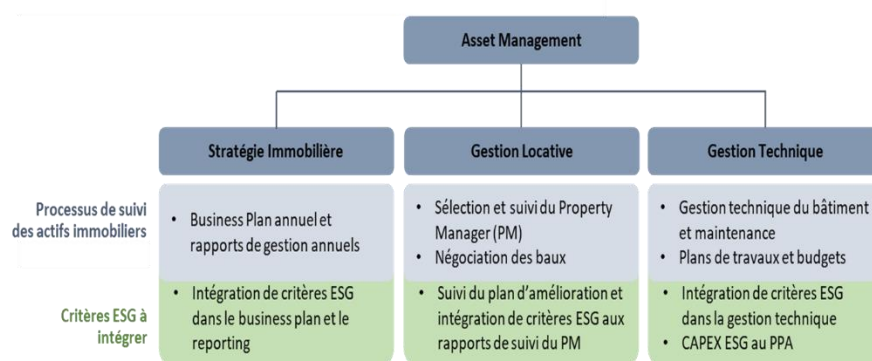 Asset Management
Stratégie Immobilière
Gestion Locative
Gestion Technique
Processus de suivi
des actifs immobiliers
• Business Plan annuel et
rapports de gestion annuels
• Sélection et suivi du Property
Manager (PM)
• Négociation des baux
• Gestion technique du bâtiment
et maintenance
• Plans de travaux et budgets
Critères ESG à
intégrer
• Intégration de critères ESG
dans le business plan et le
reporting
• Suivi du plan d’amélioration et
intégration de critères ESG aux
rapports de suivi du PM
• Intégration de critères ESG
dans la gestion technique
• CAPEX ESG au PPA